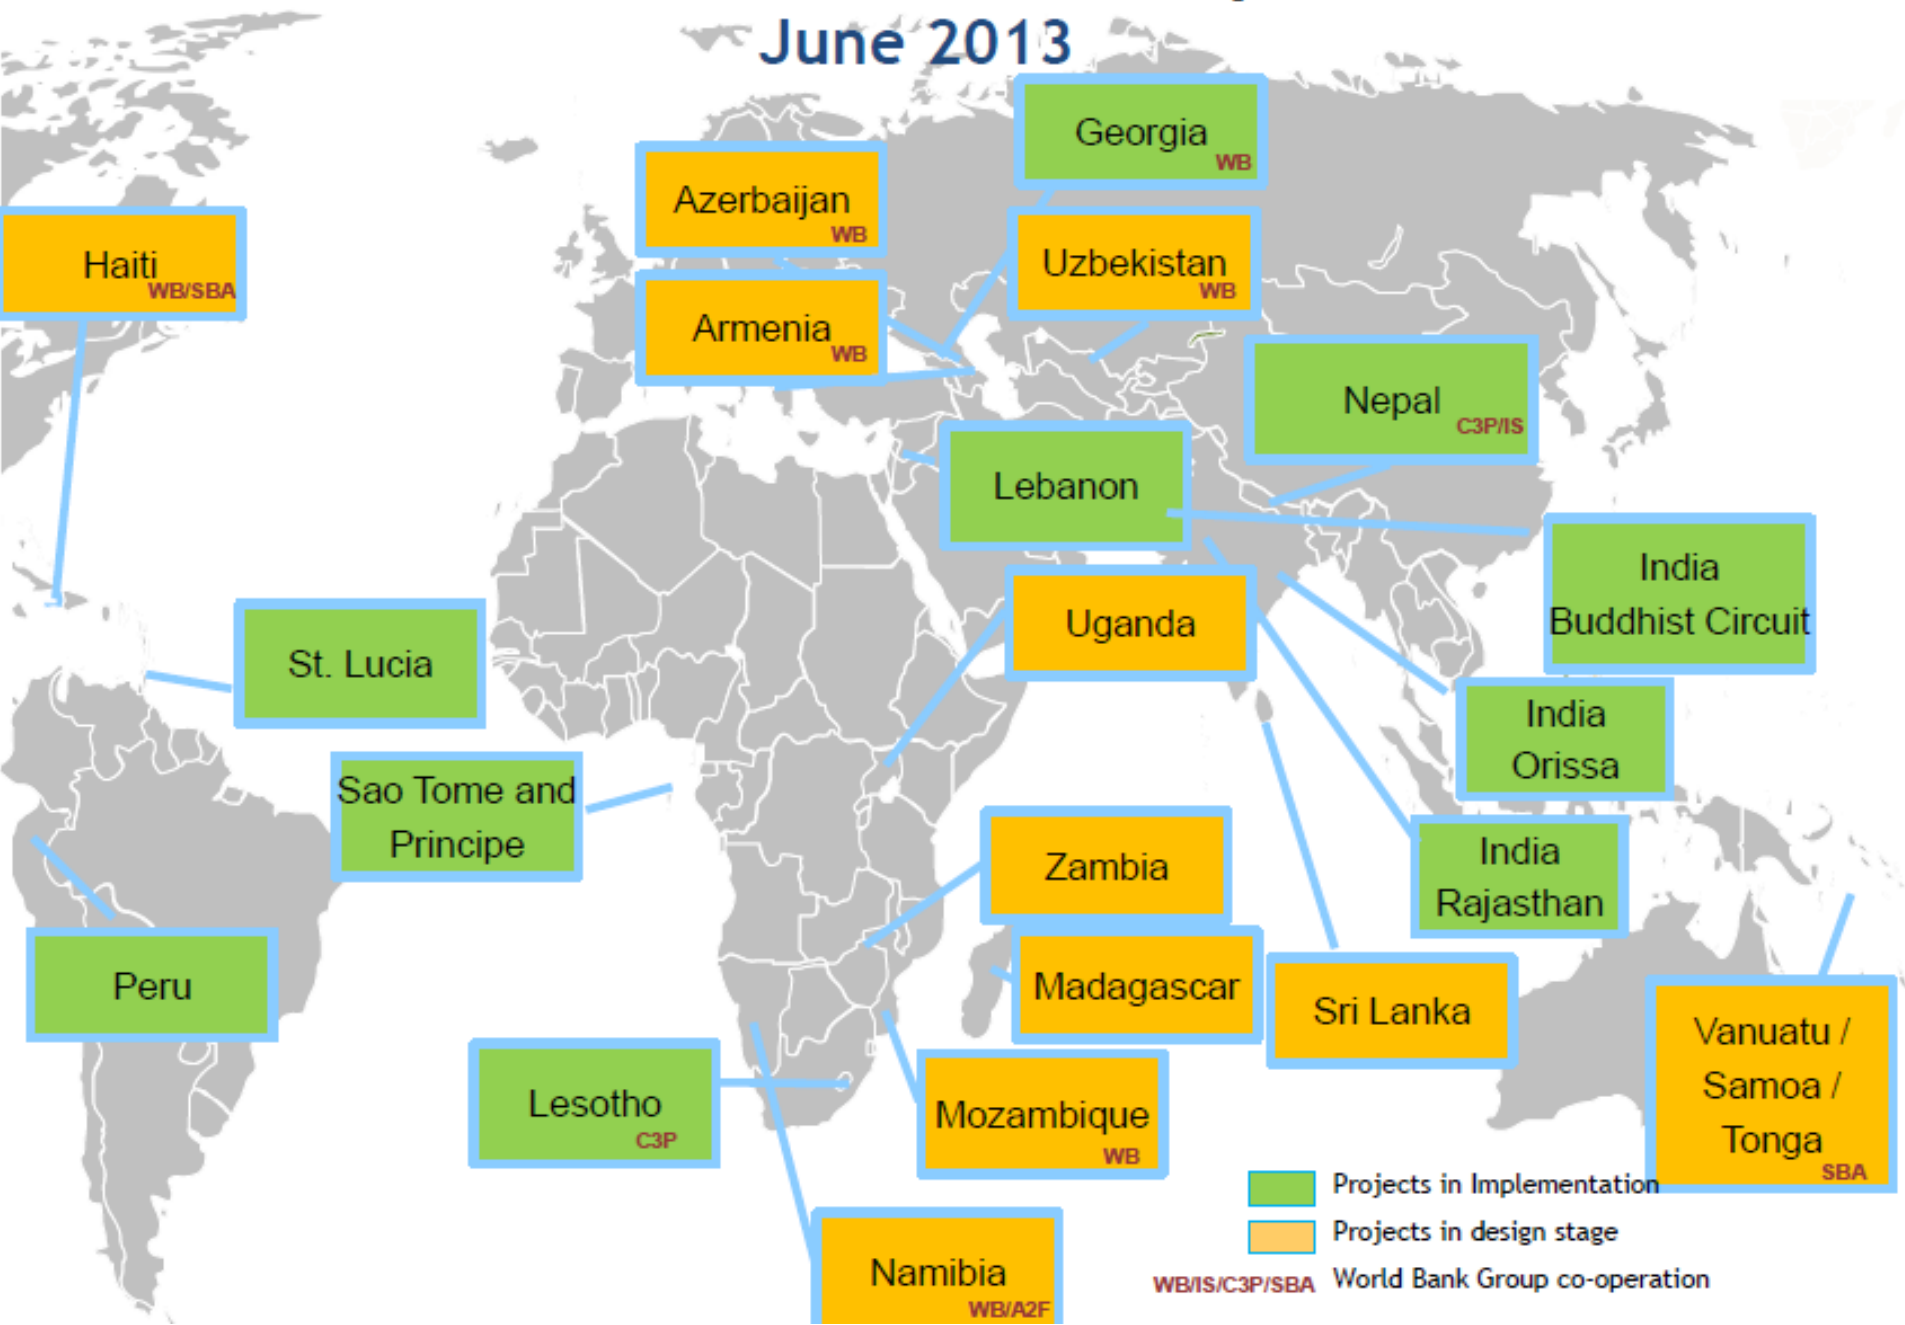 June 2013
Georgia
WB
Azerbaijan
WB
Haiti
WB/SBA
Uzbekistan
WB
Armenia
WB
Nepal
C3P/IS
Lebanon
India
Buddhist Circuit
Uganda
St. Lucia
India
Orissa
Sao Tome and
Principe
Zambia
India
Rajasthan
Peru
Madagascar
Sri Lanka
Vanuatu /
Samoa /
Tonga
SBA
Lesotho
C3P
Mozambique
WB
Namibia
WB/A2F
Projects in Implementation
Projects in design stage
WB/IS/C3P/SBA World Bank Group co-operation